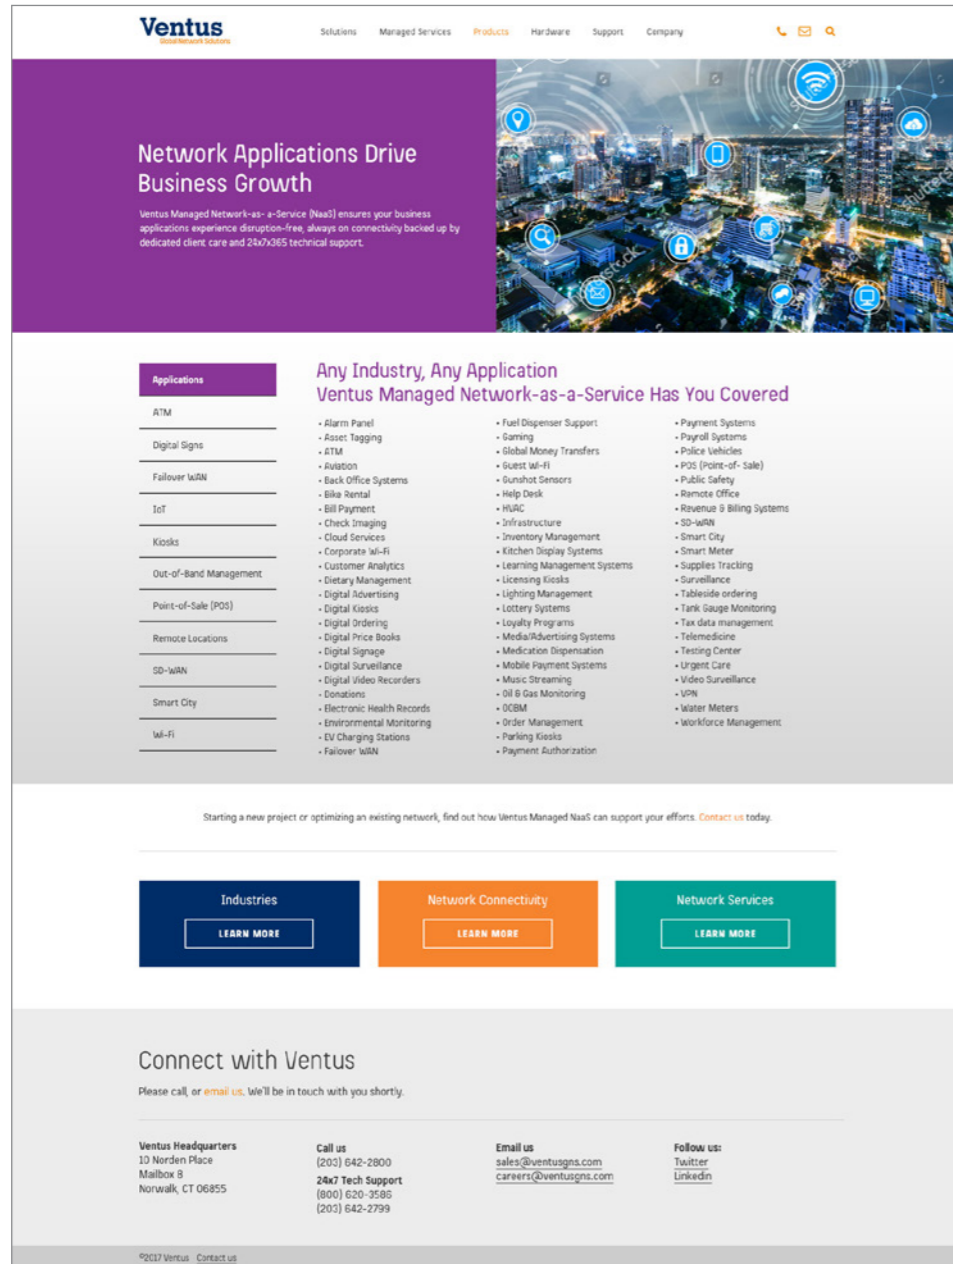 Ventus
Global Network Solutions
Solutions Managed Services Products Hardware Support Company
Network Applications Drive
Business Growth
Ventus Managed Network-as- a-Service (NaaS) ensures your business
applications experience disruption-free, always on connectivity backed up by
dedicated client care and 24x7x365 technical support.
shutterstock
Applications
ATM
Digital Signs
Failover WAN
IoT
Kiosks
Out-of-Band Management
Point-of-Sale (POS)
Remote Locations
SD-WAN
Smart City
Wi-Fi
Any Industry, Any Application
Ventus Managed Network-as-a-Service Has You Covered
• Alarm Panel
• Asset Tagging
• ATM
• Aviation
• Back Office Systems
• Bike Rental
• Bill Payment
• Check Imaging
• Cloud Services
• Corporate Wi-Fi
• Customer Analytics
• Dietary Management
• Digital Advertising
• Digital Kiosks
• Digital Ordering
• Digital Price Books
• Digital Signage
• Digital Surveillance
• Digital Video Recorders
• Donations
• Electronic Health Records
• Environmental Monitoring
• EV Charging Stations
• Failover WAN
• Fuel Dispenser Support
• Gaming
• Global Money Transfers
• Guest Wi-Fi
• Gunshot Sensors
• Help Desk
• HVAC
• Infrastructure
• Inventory Management
• Kitchen Display Systems
• Learning Management Systems
• Licensing Kiosks
• Lighting Management
• Lottery Systems
• Loyalty Programs
• Media/Advertising Systems
• Medication Dispensation
• Mobile Payment Systems
• Music Streaming
• Oil & Gas Monitoring
• OOBM
• Order Management
• Parking Kiosks
• Payment Authorization
• Payment Systems
• Payroll Systems
• Police Vehicles
• POS (Point-of- Sale)
• Public Safety
• Remote Office
• Revenue & Billing Systems
• SD-WAN
• Smart City
• Smart Meter
• Supplies Tracking
• Surveillance
• Tableside ordering
• Tank Gauge Monitoring
• Tax data management
• Telemedicine
• Testing Center
• Urgent Care
• Video Surveillance
• VPN
• Water Meters
• Workforce Management
Starting a new project or optimizing an existing network, find out how Ventus Managed NaaS can support your efforts. Contact us today.
Industries
LEARN MORE
Network Connectivity
LEARN MORE
Network Services
LEARN MORE
Connect with Ventus
Please call, or email us. We'll be in touch with you shortly.
Ventus Headquarters
10 Norden Place
Mailbox 8
Norwalk, CT 06855
Call us
(203) 642-2800
24x7 Tech Support
(800) 620-3586
(203) 642-2799
Email us
sales@ventusgns.com
careers@ventusgns.com
Follow us:
Twitter
Linkedin
©2017 Ventus Contact us